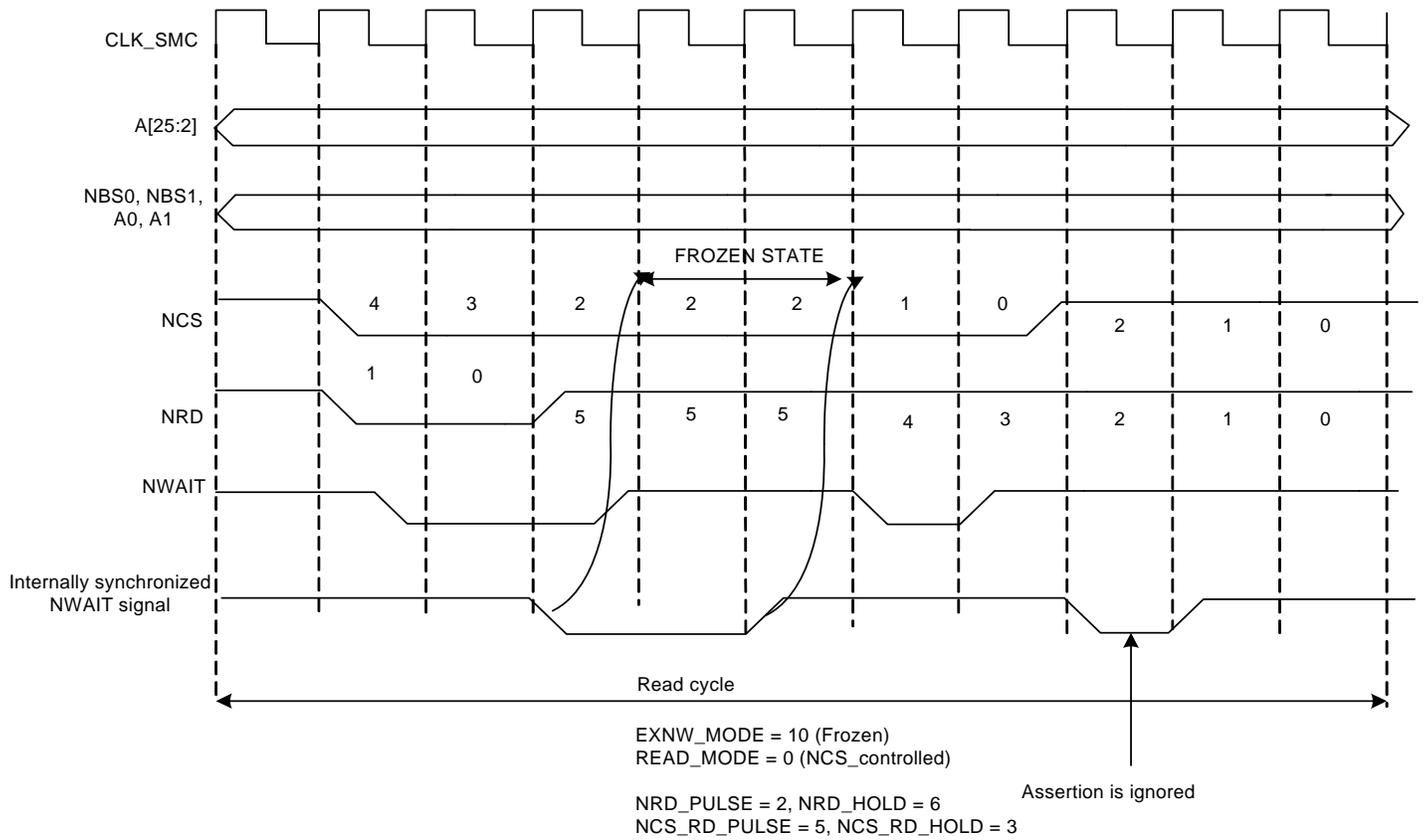 CLK_SMC
A[25:2]
NBS0, NBS1,
A0, A1
FROZEN STATE
4 3 2 2 2 1 0
NCS
2 1 0
1 0
NRD
5 5 5 4 3 2 1 0
NWAIT
Internally synchronized
NWAIT signal
Read cycle
EXNW_MODE = 10 (Frozen)
READ_MODE = 0 (NCS_controlled)
Assertion is ignored
NRD_PULSE = 2, NRD_HOLD = 6
NCS_RD_PULSE = 5, NCS_RD_HOLD = 3